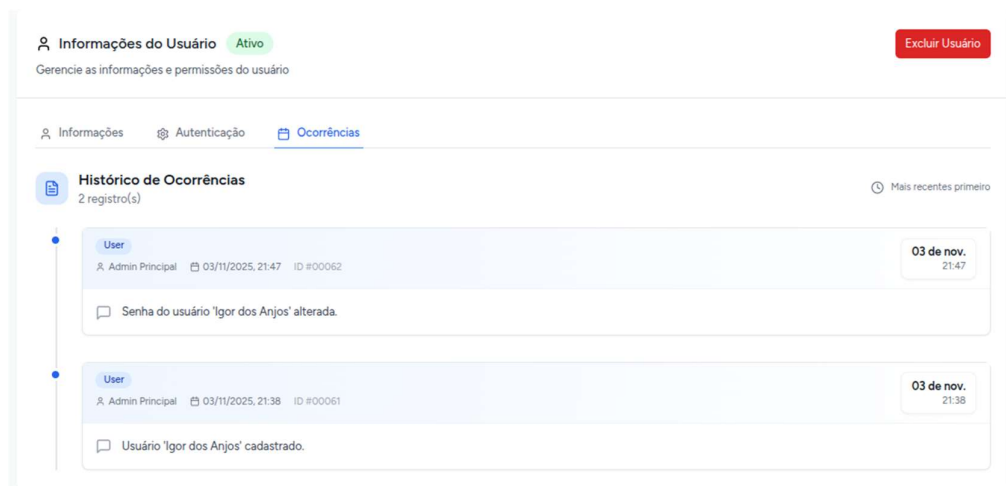 Informações do Usuário Ativo
Excluir Usuário
Gerencie as informações e permissões do usuário
Informações Autenticação Ocorrências
Histórico de Ocorrências
2 registro(s)
Mais recentes primeiro
User
Admin Principal 03/11/2025, 21:47 ID #00062
03 de nov.
21:47
Senha do usuário 'Igor dos Anjos' alterada.
User
Admin Principal 03/11/2025, 21:38 ID #00061
03 de nov.
21:38
Usuário 'Igor dos Anjos' cadastrado.